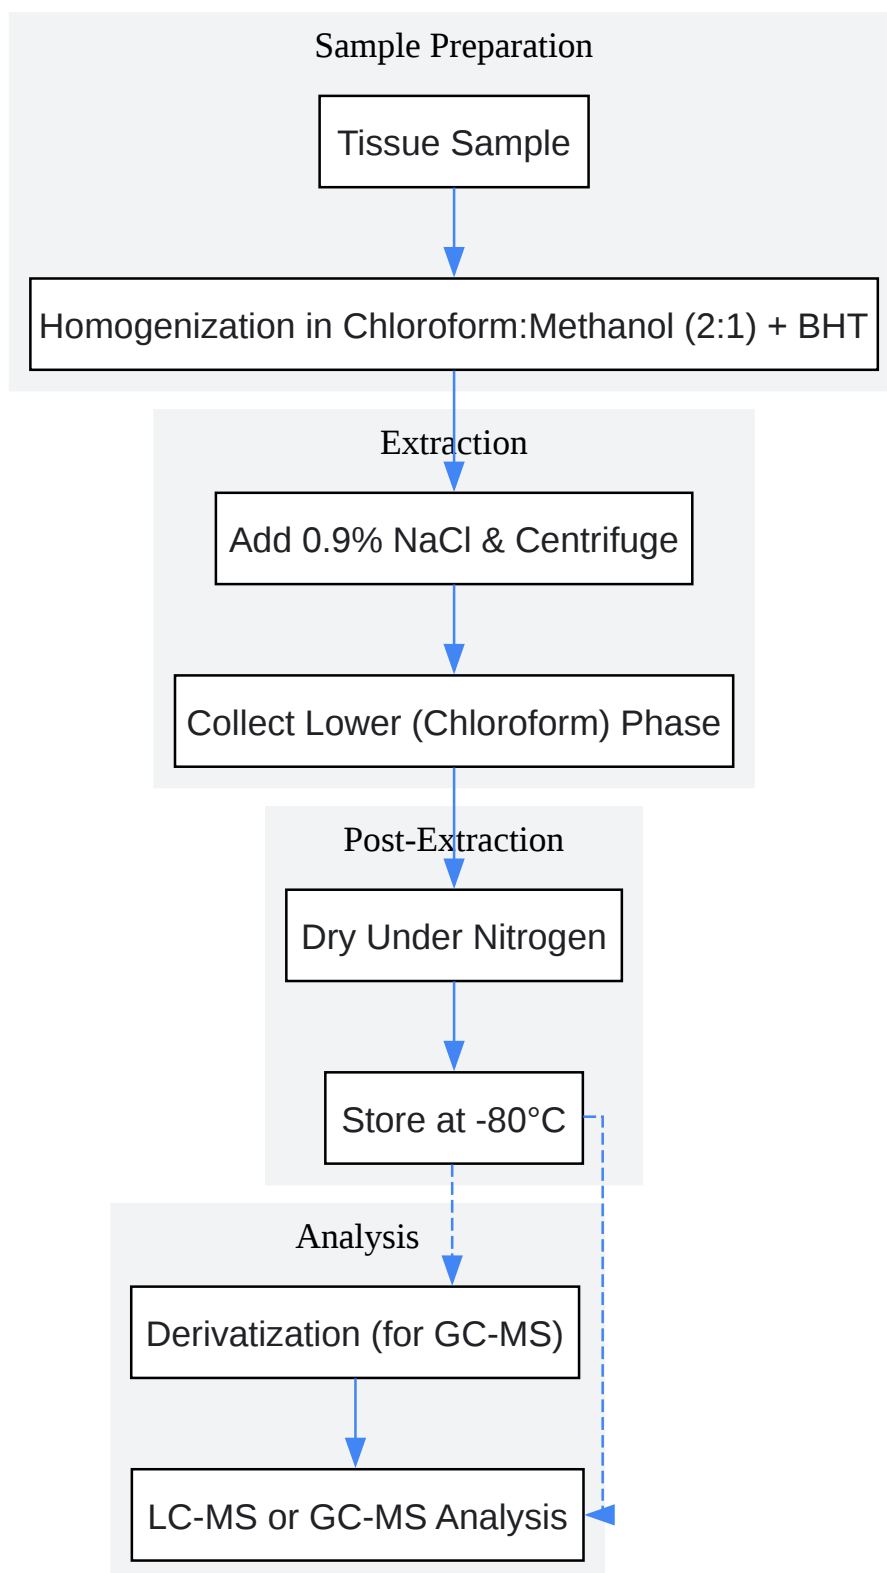 Sample Preparation
Tissue Sample
Homogenization in Chloroform:Methanol (2:1) + BHT
Extraction
Add 0.9% NaCl & Centrifuge
Collect Lower (Chloroform) Phase
Post-Extraction
Dry Under Nitrogen
Store at -80°C
Analysis
Derivatization (for GC-MS)
LC-MS or GC-MS Analysis